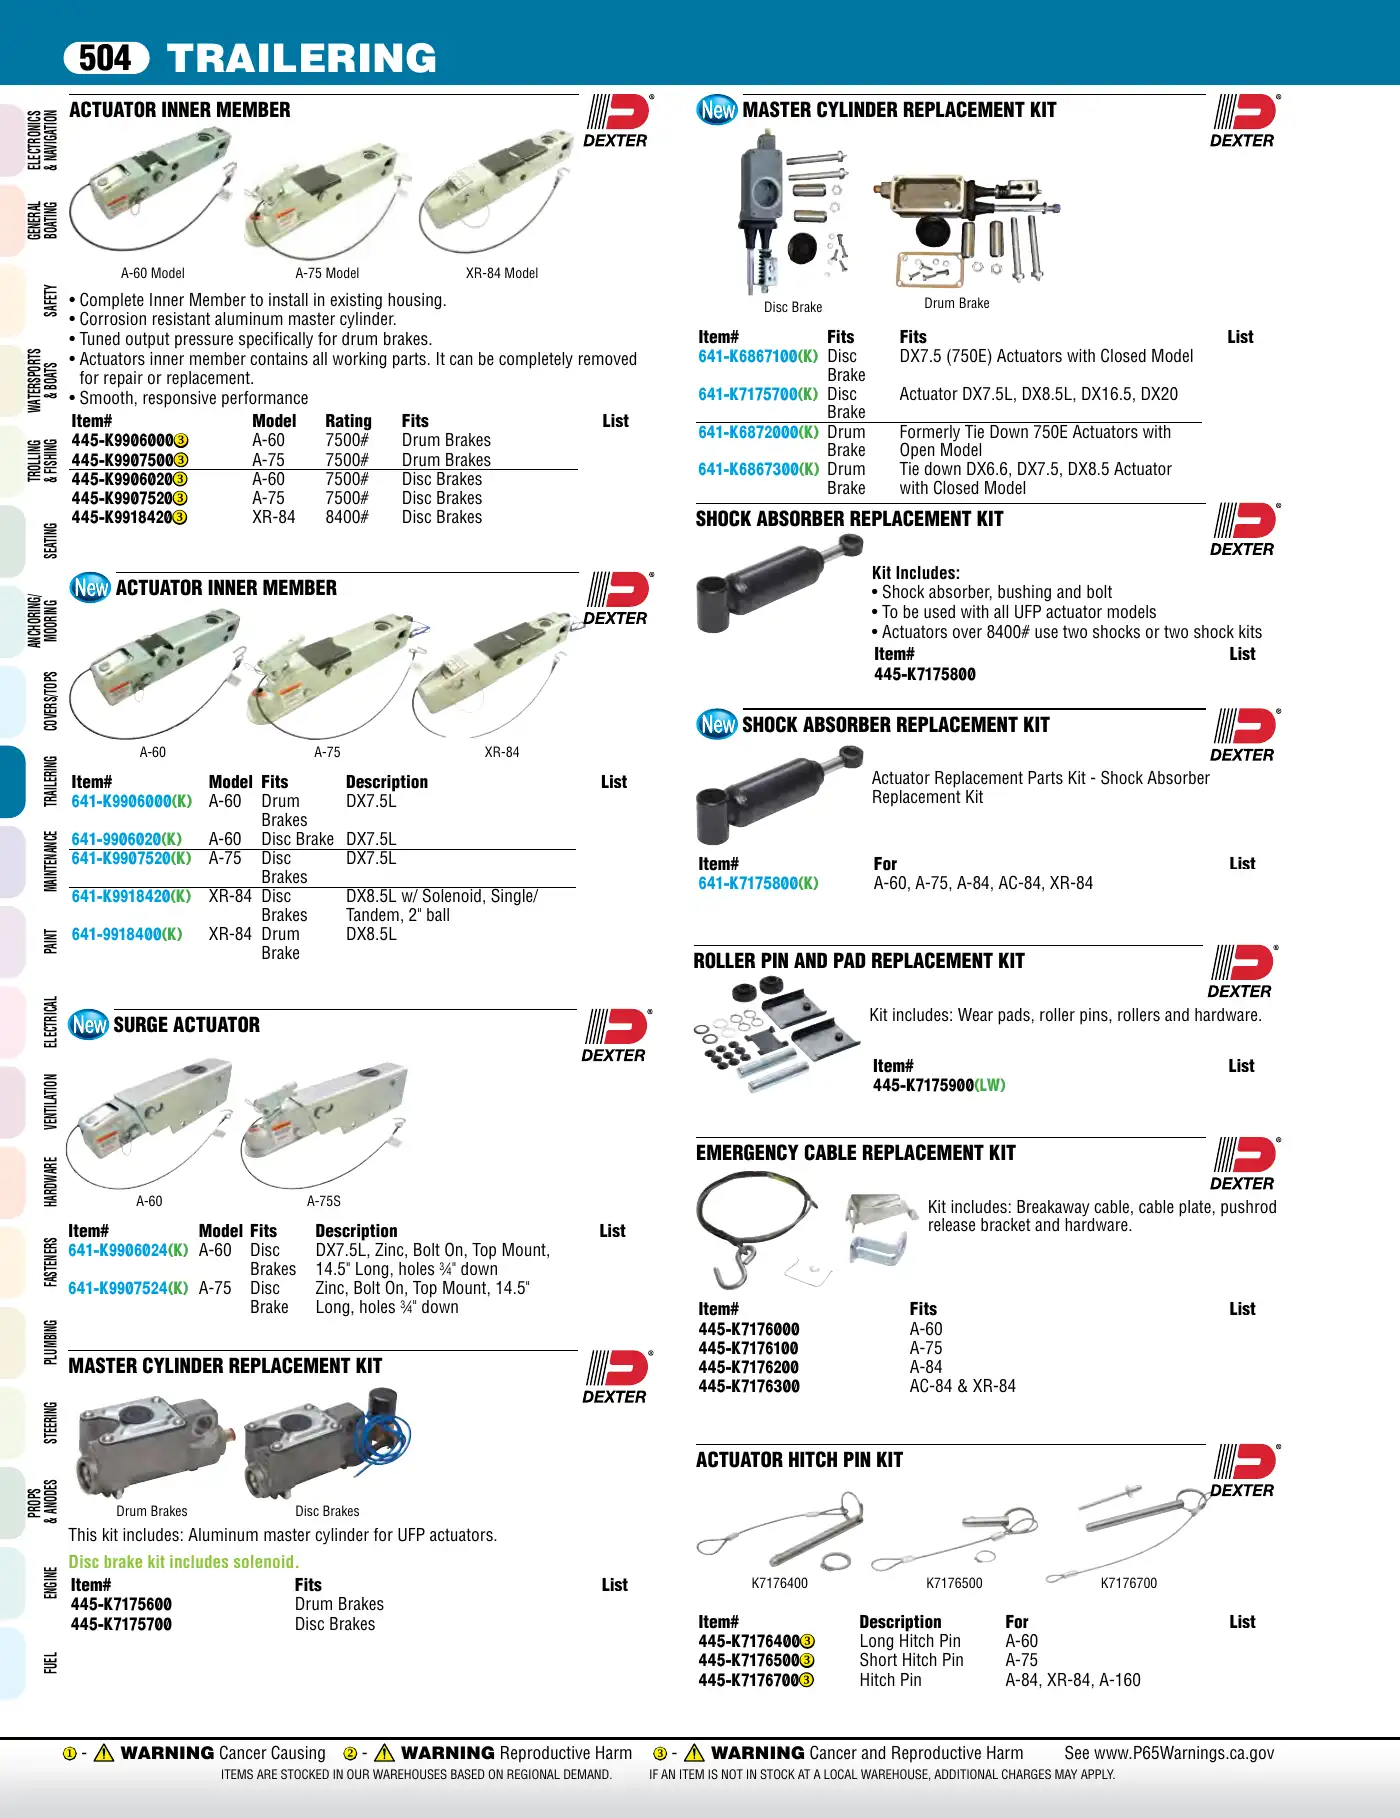 504 TRAILERING
ELECTRONICS
& NAVIGATION
GENERAL
BOATING
SAFETY
WATERSPORTS
& BOATS
TROLLING
& FISHING
SEATING
ANCHORING/
MOORING
COVERS/TOPS
TRAILERING
MAINTENANCE
PAINT
ELECTRICAL
VENTILATION
HARDWARE
FASTENERS
PLUMBING
STEERING
PROPS
& ANODES
ENGINE
FUEL
ACTUATOR INNER MEMBER
DEXTER®
A-60 Model A-75 Model XR-84 Model
• Complete Inner Member to install in existing housing.
• Corrosion resistant aluminum master cylinder.
• Tuned output pressure specifically for drum brakes.
• Actuators inner member contains all working parts. It can be completely removed
for repair or replacement.
• Smooth, responsive performance
Item# Model Rating Fits List
445-K9906000 3 A-60 7500# Drum Brakes
445-K9907500 3 A-75 7500# Drum Brakes
445-K9906020 3 A-60 7500# Disc Brakes
445-K9907520 3 A-75 7500# Disc Brakes
445-K9918420 3 XR-84 8400# Disc Brakes
New ACTUATOR INNER MEMBER
DEXTER®
A-60 A-75 XR-84
Item# Model Fits Description List
641-K9906000(K) A-60 Drum DX7.5L
Brakes
641-9906020(K) A-60 Disc Brake DX7.5L
641-K9907520(K) A-75 Disc DX7.5L
Brakes
641-K9918420(K) XR-84 Disc DX8.5L w/ Solenoid, Single/
Brakes Tandem, 2" ball
641-9918400(K) XR-84 Drum DX8.5L
Brake
New SURGE ACTUATOR
DEXTER®
A-60 A-75S
Item# Model Fits Description List
641-K9906024(K) A-60 Disc DX7.5L, Zinc, Bolt On, Top Mount,
Brakes 14.5" Long, holes ¾" down
641-K9907524(K) A-75 Disc Zinc, Bolt On, Top Mount, 14.5"
Brake Long, holes ¾" down
MASTER CYLINDER REPLACEMENT KIT
DEXTER®
Drum Brakes Disc Brakes
This kit includes: Aluminum master cylinder for UFP actuators.
Disc brake kit includes solenoid.
Item# Fits List
445-K7175600 Drum Brakes
445-K7175700 Disc Brakes
New MASTER CYLINDER REPLACEMENT KIT
DEXTER®
Disc Brake Drum Brake
Item# Fits Fits List
641-K6867100(K) Disc DX7.5 (750E) Actuators with Closed Model
Brake
641-K7175700(K) Disc Actuator DX7.5L, DX8.5L, DX16.5, DX20
Brake
641-K6872000(K) Drum Formerly Tie Down 750E Actuators with
Brake Open Model
641-K6867300(K) Drum Tie down DX6.6, DX7.5, DX8.5 Actuator
Brake with Closed Model
SHOCK ABSORBER REPLACEMENT KIT
DEXTER®
Kit Includes:
• Shock absorber, bushing and bolt
• To be used with all UFP actuator models
• Actuators over 8400# use two shocks or two shock kits
Item# List
445-K7175800
New SHOCK ABSORBER REPLACEMENT KIT
DEXTER®
Actuator Replacement Parts Kit - Shock Absorber
Replacement Kit
Item# For List
641-K7175800(K) A-60, A-75, A-84, AC-84, XR-84
ROLLER PIN AND PAD REPLACEMENT KIT
DEXTER®
Kit includes: Wear pads, roller pins, rollers and hardware.
Item# List
445-K7175900(LW)
EMERGENCY CABLE REPLACEMENT KIT
DEXTER®
Kit includes: Breakaway cable, cable plate, pushrod
release bracket and hardware.
Item# Fits List
445-K7176000 A-60
445-K7176100 A-75
445-K7176200 A-84
445-K7176300 AC-84 & XR-84
ACTUATOR HITCH PIN KIT
DEXTER®
K7176400 K7176500 K7176700
Item# Description For List
445-K7176400 3 Long Hitch Pin A-60
445-K7176500 3 Short Hitch Pin A-75
445-K7176700 3 Hitch Pin A-84, XR-84, A-160
1 - WARNING Cancer Causing 2 - WARNING Reproductive Harm 3 - WARNING Cancer and Reproductive Harm See www.P65Warnings.ca.gov
ITEMS ARE STOCKED IN OUR WAREHOUSES BASED ON REGIONAL DEMAND. IF AN ITEM IS NOT IN STOCK AT A LOCAL WAREHOUSE, ADDITIONAL CHARGES MAY APPLY.